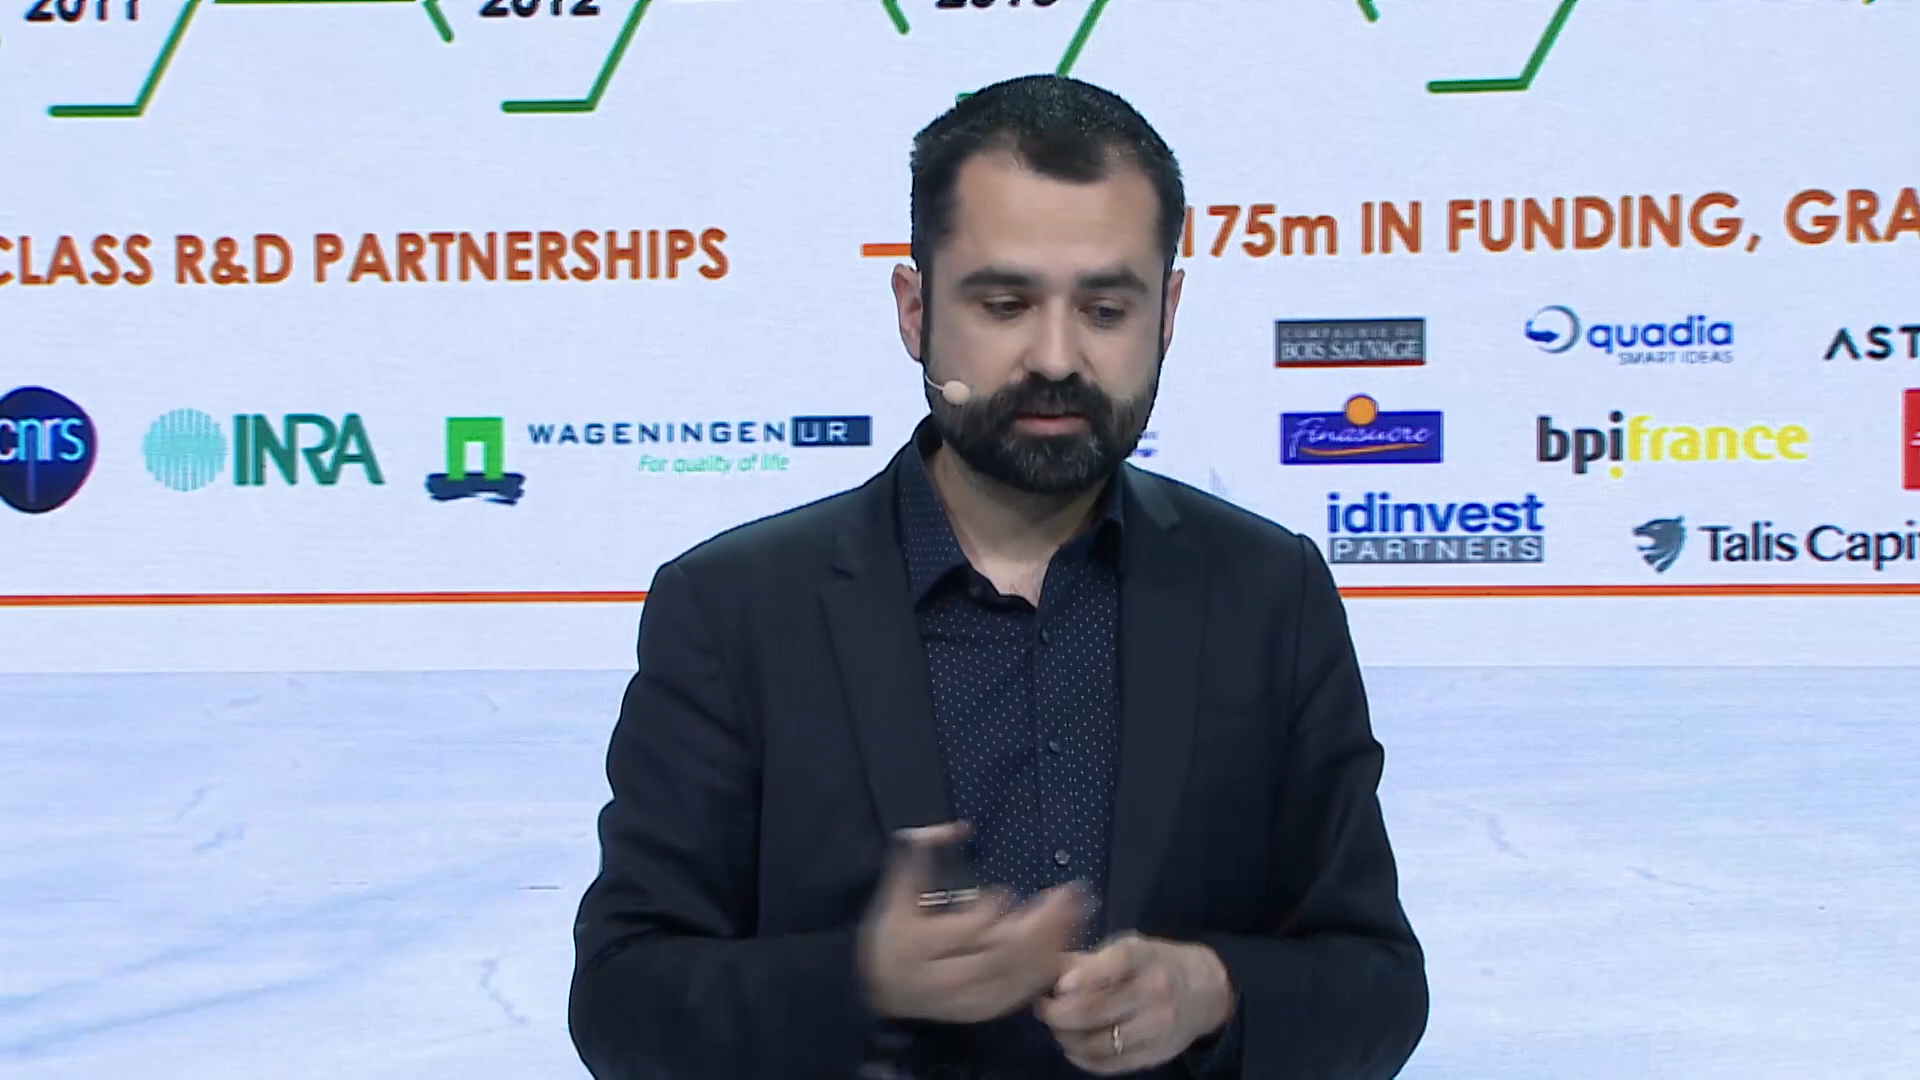 2011
2012
CLASS R&D PARTNERSHIPS
175m IN FUNDING, GRA
cnrs
INRA
WAGENINGEN UR
For quality of life
COMPAGNIE DU
BOIS SAUVAGE
quadia
SMART IDEAS
AST
Finasucre
bpifrance
idinvest
PARTNERS
Talis Capi